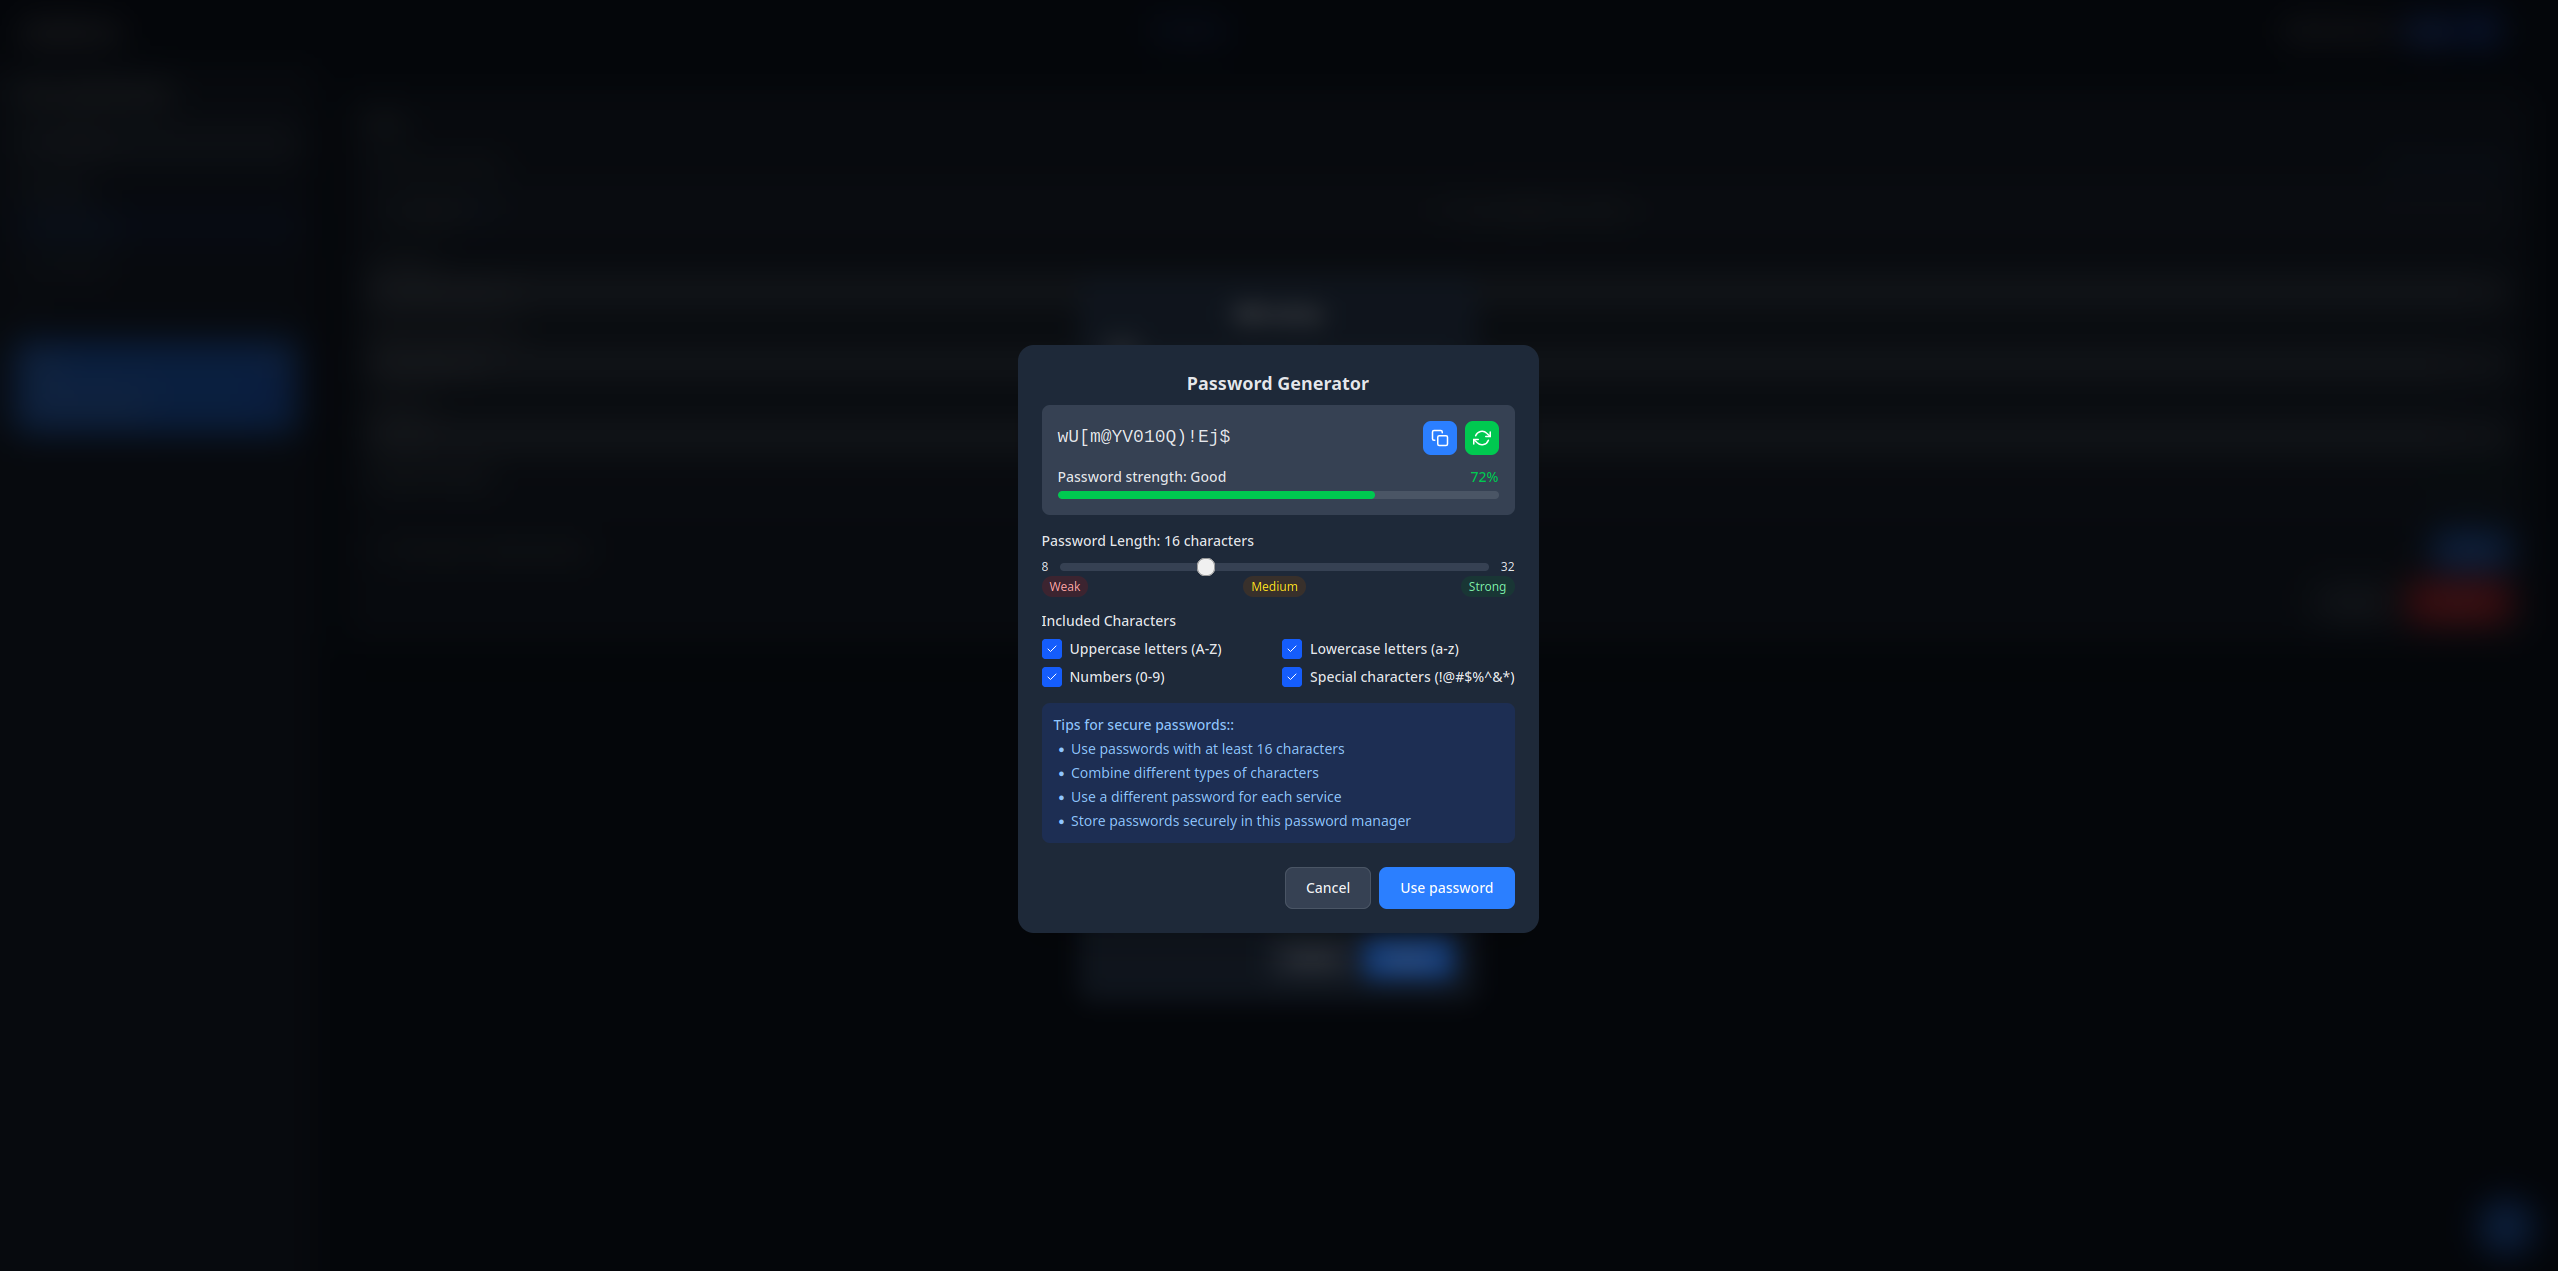 Password Generator
wU[m@YV010Q)!Ej$
Password strength: Good 72%
Password Length: 16 characters
8 32
Weak Medium Strong
Included Characters
Uppercase letters (A-Z) Lowercase letters (a-z)
Numbers (0-9) Special characters (!@#$%^&*)
Tips for secure passwords::
• Use passwords with at least 16 characters
• Combine different types of characters
• Use a different password for each service
• Store passwords securely in this password manager
Cancel Use password